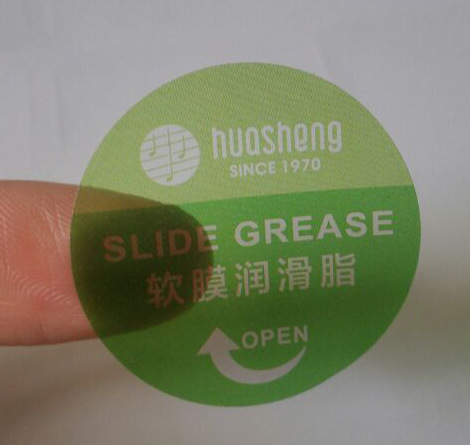 huasheng
SINCE 1970
SLIDE GREASE
软膜润滑脂
OPEN